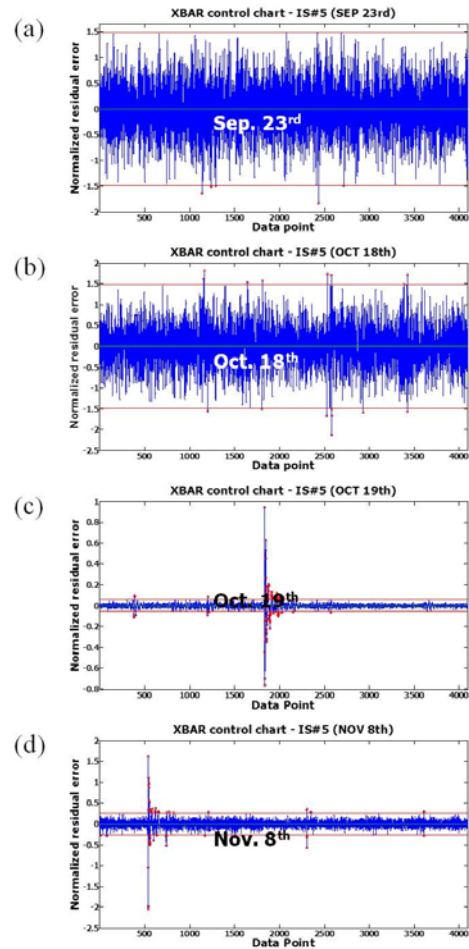 (a)
XBAR control chart - IS#5 (SEP 23rd)
Normalized residual error
1.5
1
0.5
0
-0.5
-1
-1.5
-2
Sep. 23rd
500 1000 1500 2000 2500 3000 3500 4000
Data point
(b)
XBAR control chart - IS#5 (OCT 18th)
Normalized residual error
2
1.5
1
0.5
0
-0.5
-1
-1.5
-2
-2.5
Oct. 18th
500 1000 1500 2000 2500 3000 3500 4000
Data point
(c)
XBAR control chart - IS#5 (OCT 19th)
Normalized residual error
1
0.8
0.6
0.4
0.2
0
-0.2
-0.4
-0.6
-0.8
Oct. 19th
500 1000 1500 2000 2500 3000 3500 4000
Data Point
(d)
XBAR control chart - IS#5 (NOV 8th)
Normalized residual error
2
1.5
1
0.5
0
-0.5
-1
-1.5
-2
-2.5
Nov. 8th
500 1000 1500 2000 2500 3000 3500 4000
Data Point